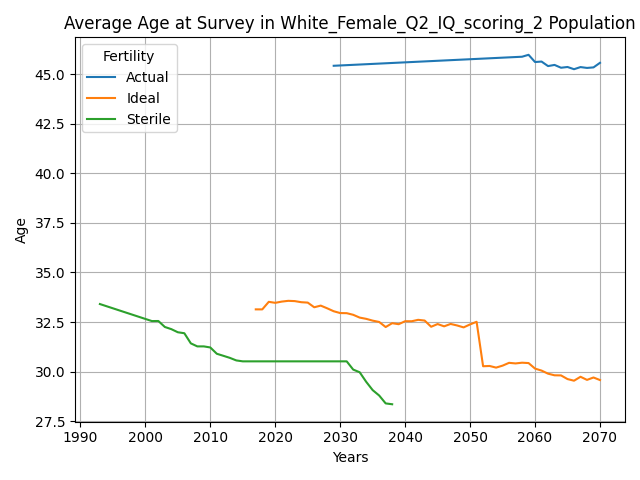 Average Age at Survey in White_Female_Q2_IQ_scoring_2 Population
Fertility
Actual
Ideal
Sterile
Age
45.0
42.5
40.0
37.5
35.0
32.5
30.0
27.5
1990 2000 2010 2020 2030 2040 2050 2060 2070
Years